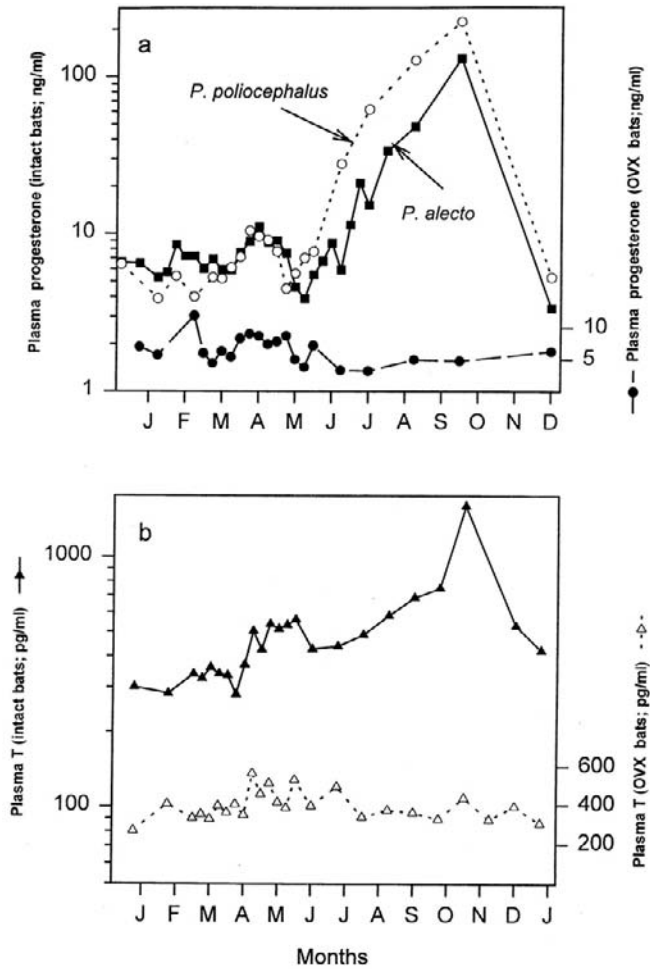 a
Plasma progesterone (intact bats; ng/ml)
100
10
1
P. poliocephalus
P. alecto
10
5
Plasma progesterone (OVX bats;ng/ml)
J F M A M J J A S O N D
b
Plasma T (intact bats; pg/ml)
1000
100
600
400
200
Plasma T (OVX bats; pg/ml)
J F M A M J J A S O N D J
Months